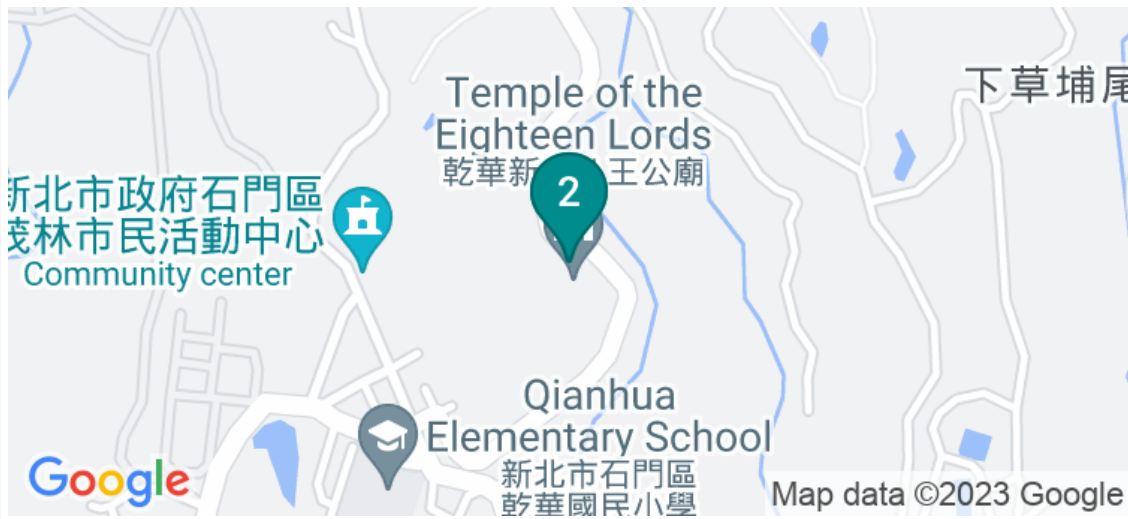 Temple of the
Eighteen Lords
乾華新
王公廟
2
下草埔尾
新北市政府石門區
茂林市民活動中心
Community center
Qianhua
Elementary School
新北市石門區
乾華國民小學
Google
Map data ©2023 Google